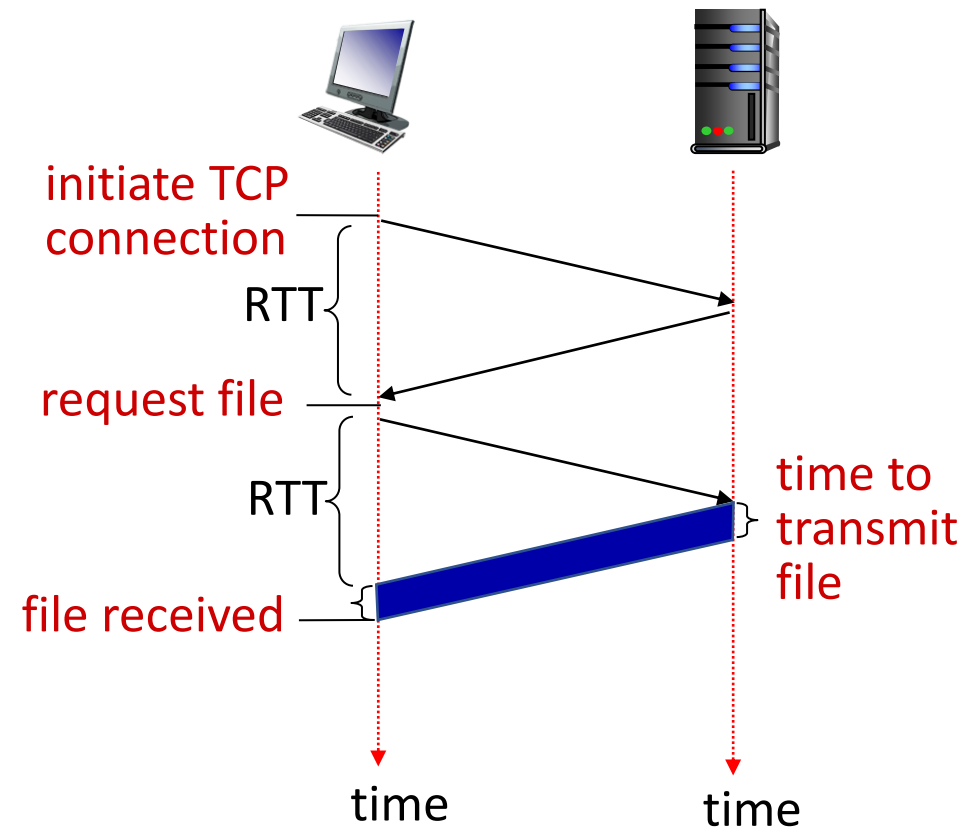 initiate TCP
connection
RTT
request file
RTT
time to
transmit
file
file received
time
time